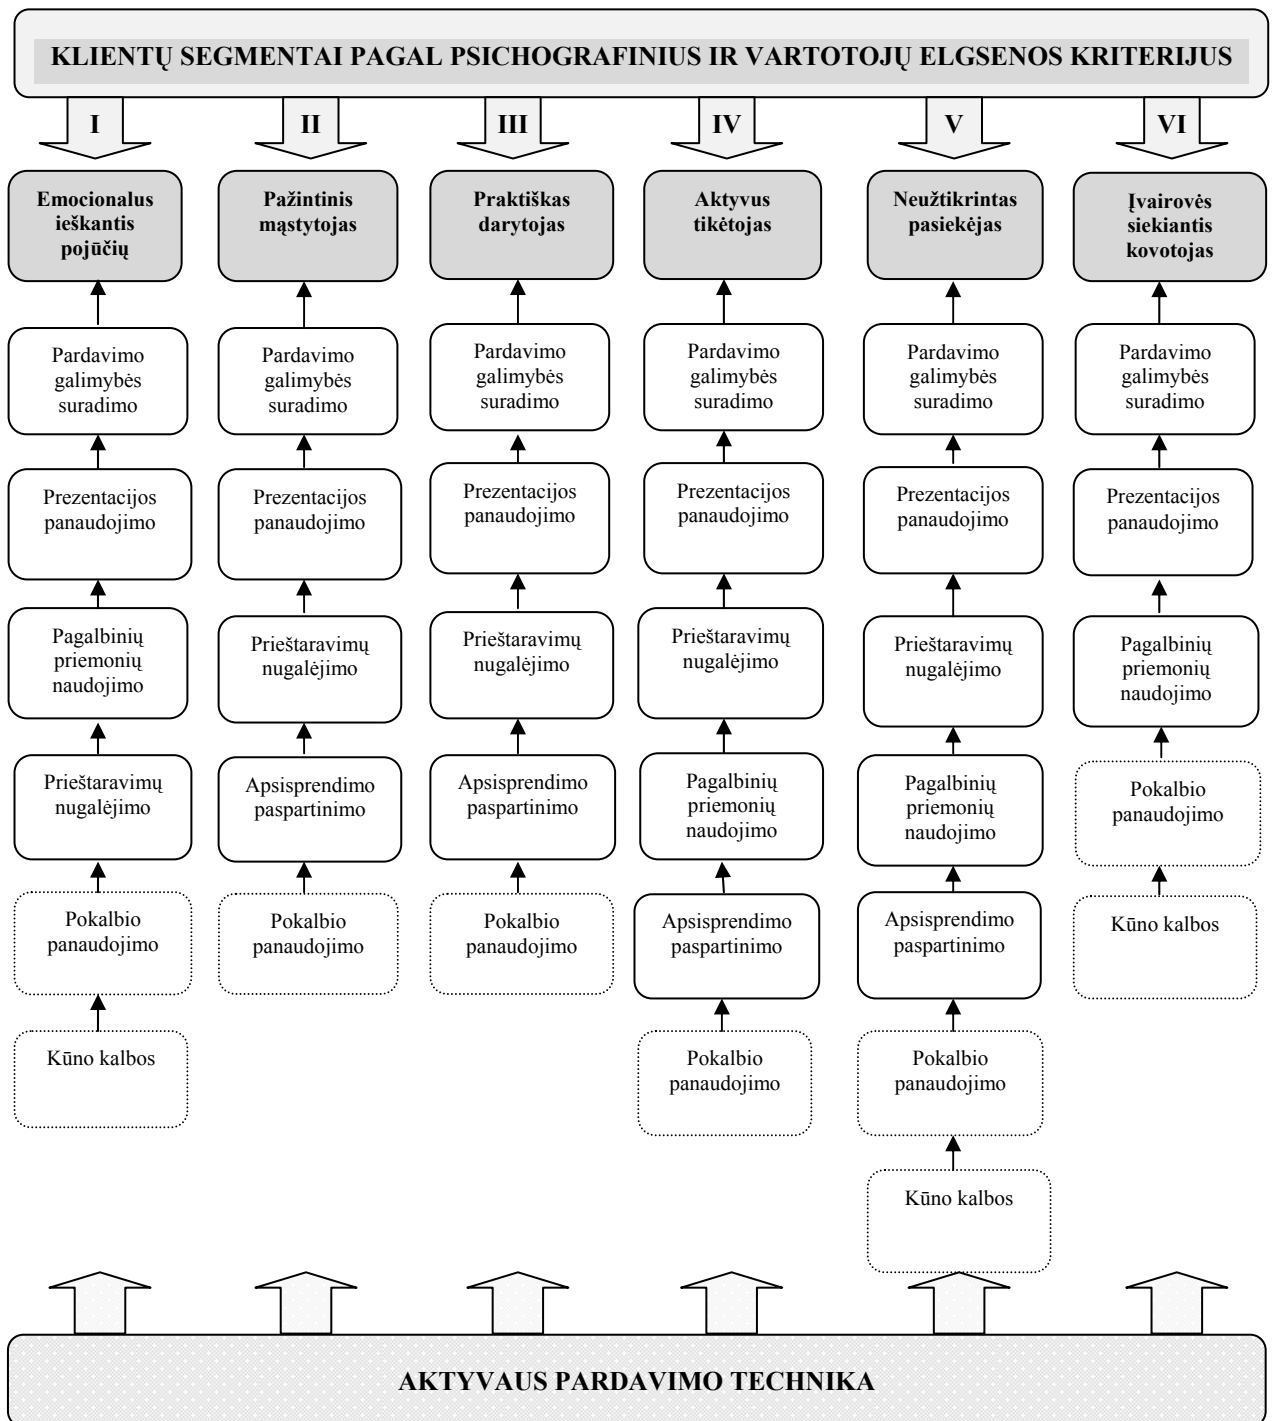 KLIENTŲ SEGMENTAI PAGAL PSICHOGRAFINIUS IR VARTOTOJŲ ELGSENOS KRITERIJUS
I
II
III
IV
V
VI
Emocionalus
ieškantis
pojūčių
Pažintinis
mąstytojas
Praktiškas
darytojas
Aktyvus
tikėtojas
Neužtikrintas
pasiekėjas
Įvairovės
siekiantis
kovotojas
Pardavimo
galimybės
suradimo
Pardavimo
galimybės
suradimo
Pardavimo
galimybės
suradimo
Pardavimo
galimybės
suradimo
Pardavimo
galimybės
suradimo
Pardavimo
galimybės
suradimo
Prezentacijos
panaudojimo
Prezentacijos
panaudojimo
Prezentacijos
panaudojimo
Prezentacijos
panaudojimo
Prezentacijos
panaudojimo
Prezentacijos
panaudojimo
Pagalbinių
priemonių
naudojimo
Prieštaravimų
nugalėjimo
Prieštaravimų
nugalėjimo
Prieštaravimų
nugalėjimo
Prieštaravimų
nugalėjimo
Pagalbinių
priemonių
naudojimo
Prieštaravimų
nugalėjimo
Apsisprendimo
paspartinimo
Apsisprendimo
paspartinimo
Pagalbinių
priemonių
naudojimo
Pagalbinių
priemonių
naudojimo
Pokalbio
panaudojimo
Pokalbio
panaudojimo
Pokalbio
panaudojimo
Pokalbio
panaudojimo
Apsisprendimo
paspartinimo
Apsisprendimo
paspartinimo
Kūno kalbos
Kūno kalbos
Pokalbio
panaudojimo
Pokalbio
panaudojimo
Kūno kalbos
AKTYVAUS PARDAVIMO TECHNIKA